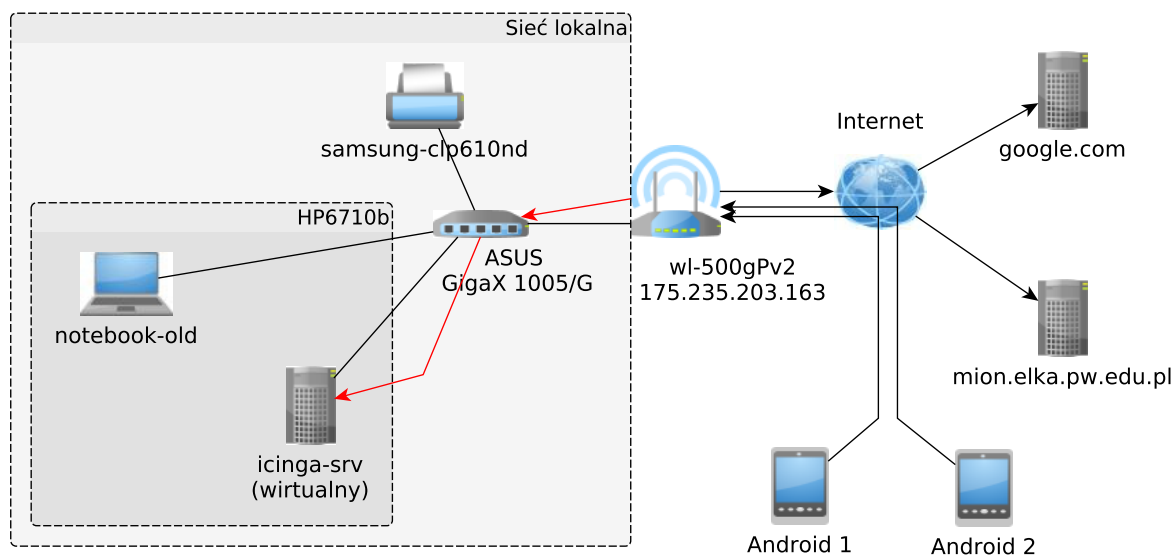 Sieć lokalna
samsung-clp610nd
HP6710b
ASUS
GigaX 1005/G
notebook-old
icinga-srv
(wirtualny)
wl-500gPv2
175.235.203.163
Internet
google.com
mion.elka.pw.edu.pl
Android 1
Android 2